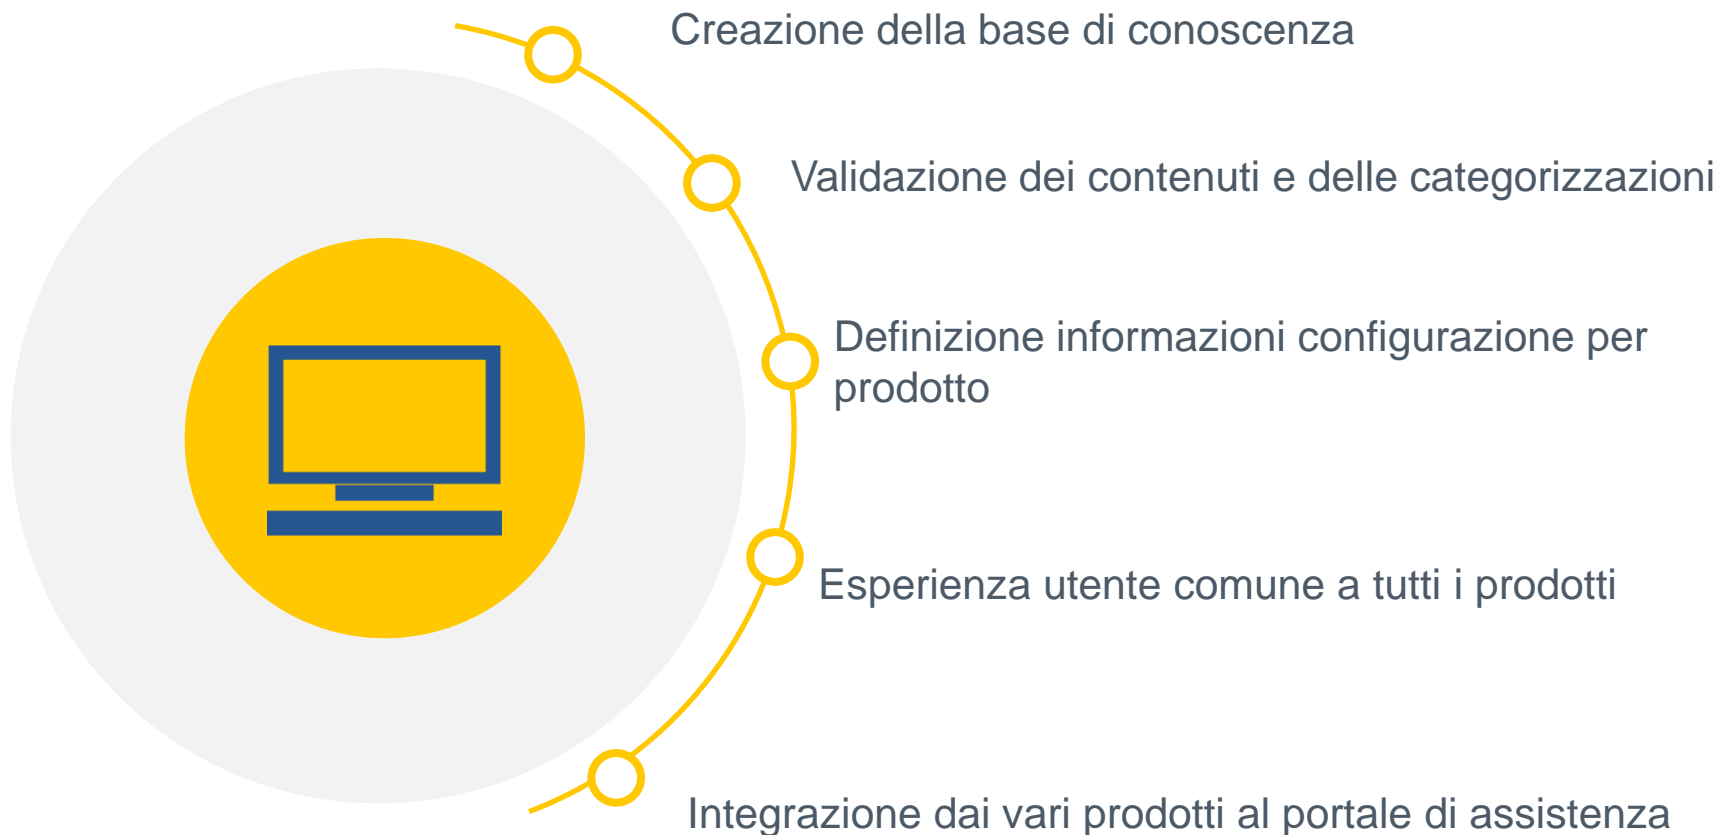 Creazione della base di conoscenza
Validazione dei contenuti e delle categorizzazioni
Definizione informazioni configurazione per
prodotto
Esperienza utente comune a tutti i prodotti
Integrazione dai vari prodotti al portale di assistenza